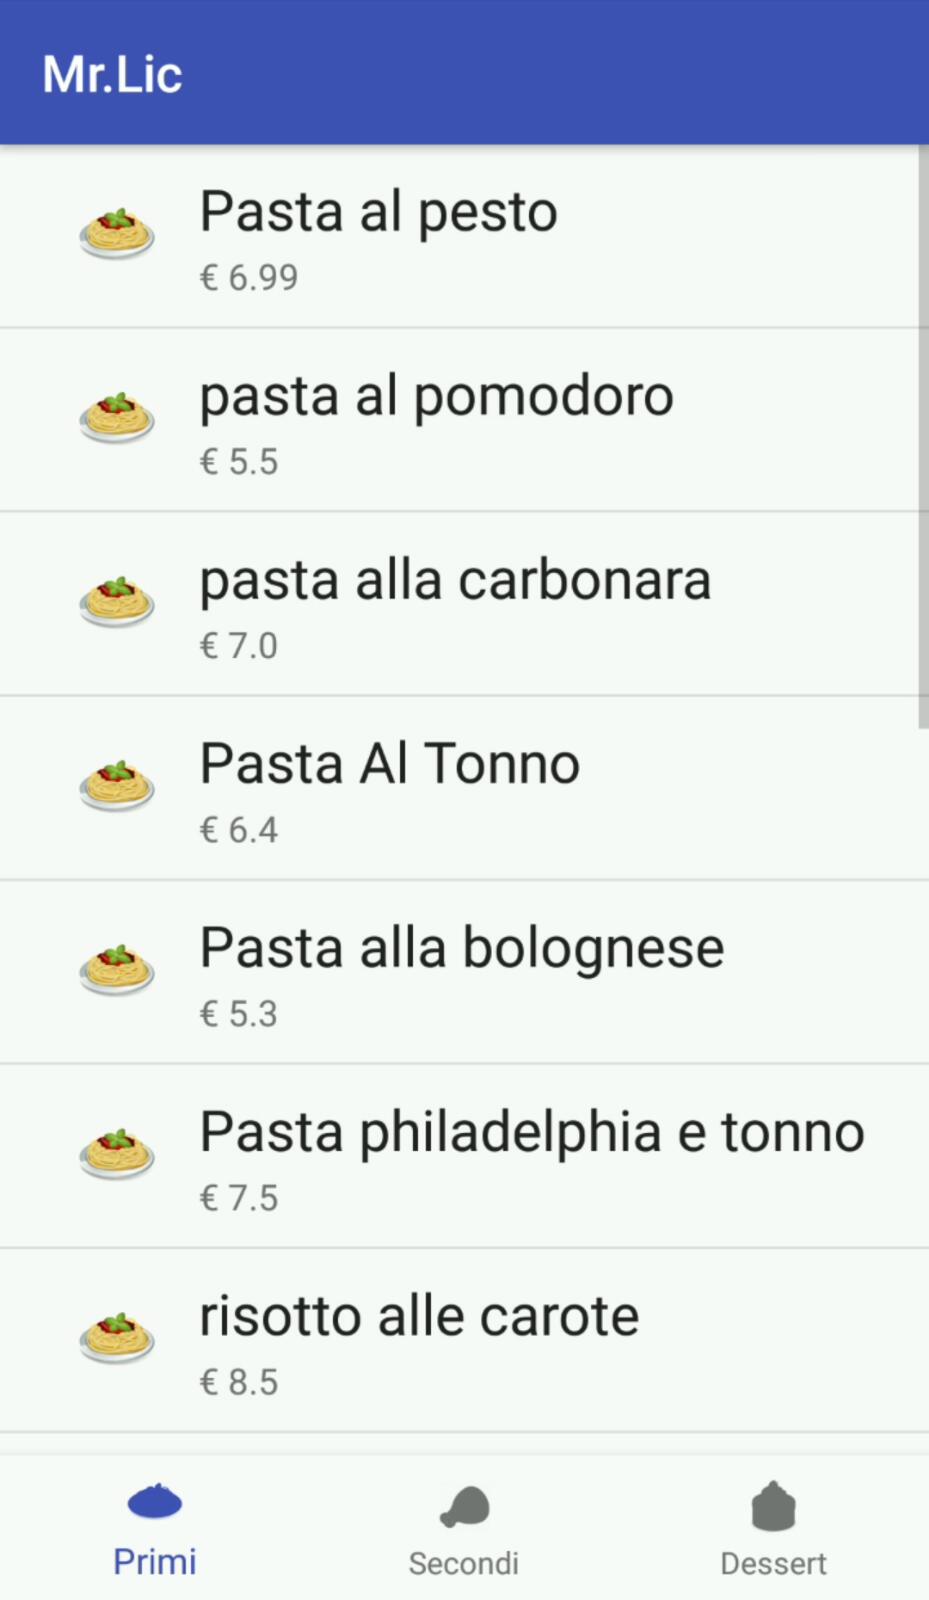 Mr.Lic
Pasta al pesto
€ 6.99
pasta al pomodoro
€ 5.5
pasta alla carbonara
€ 7.0
Pasta Al Tonno
€ 6.4
Pasta alla bolognese
€ 5.3
Pasta philadelphia e tonno
€ 7.5
risotto alle carote
€ 8.5
Primi
Secondi
Dessert